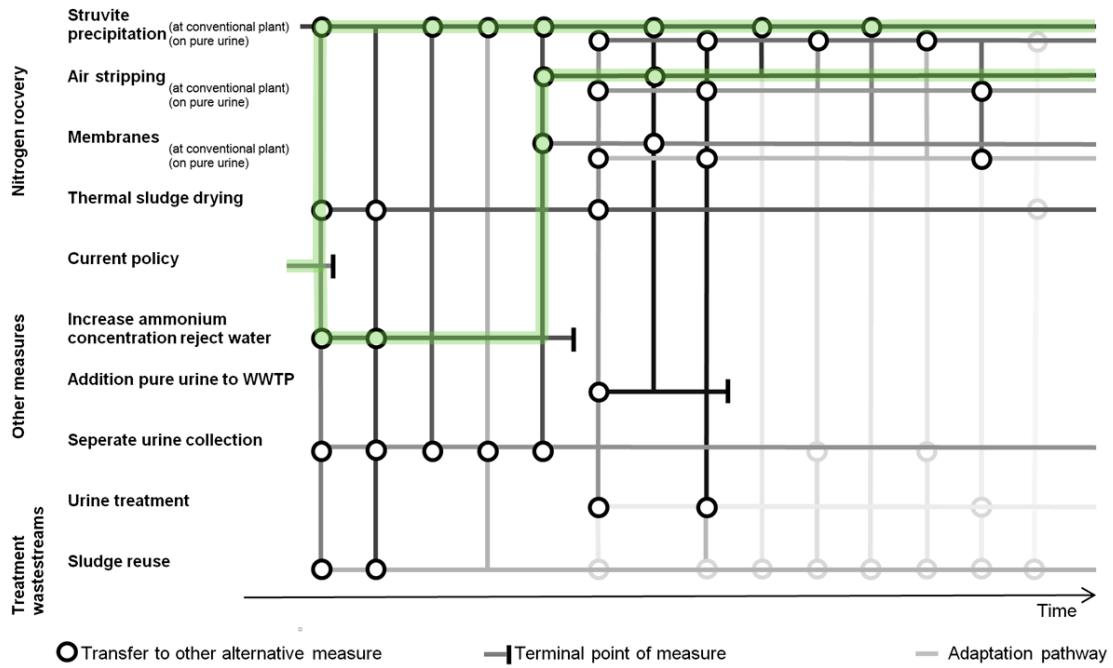 Struvite
precipitation (at conventional plant)
(on pure urine)
Air stripping
(at conventional plant)
(on pure urine)
Membranes
(at conventional plant)
(on pure urine)
Thermal sludge drying
Current policy
Increase ammonium
concentration reject water
Addition pure urine to WWTP
Seperate urine collection
Urine treatment
Sludge reuse
Nitrogen rocvery
Other measures
Treatment
wastestreams
Time
Transfer to other alternative measure
Terminal point of measure
Adaptation pathway